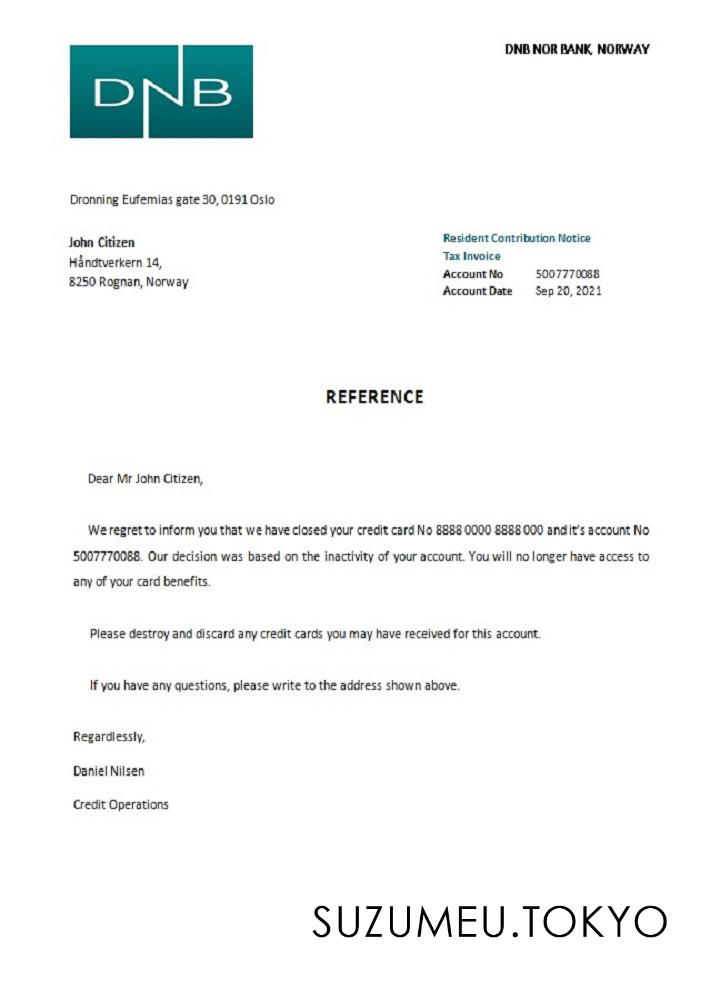 DNB
DNB NOR BANK, NORWAY
Dronning Eufemias gate 30, 0191 Oslo
John Citizen
Håndtverkern 14,
8250 Rognan, Norway
Resident Contribution Notice
Tax Invoice
Account No 5007770088
Account Date Sep 20, 2021
REFERENCE
Dear Mr John Citizen,
We regret to inform you that we have closed your credit card No 8888 0000 8888 000 and it's account No
5007770088. Our decision was based on the inactivity of your account. You will no longer have access to
any of your card benefits.
Please destroy and discard any credit cards you may have received for this account.
If you have any questions, please write to the address shown above.
Regardlessly,
Daniel Nilsen
Credit Operations
SUZUMEU.TOKYO